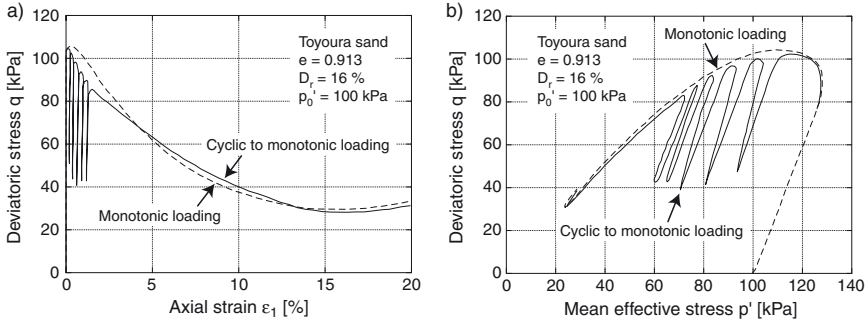 a)
120
100
80
60
40
20
0
Deviatoric stress q [kPa]
Toyoura sand
e = 0.913
Dr = 16 %
p0' = 100 kPa
Cyclic to monotonic loading
Monotonic loading
0 5 10 15 20
Axial strain ε1 [%]
b)
120
100
80
60
40
20
0
Deviatoric stress q [kPa]
Toyoura sand
e = 0.913
Dr = 16 %
p0' = 100 kPa
Monotonic loading
Cyclic to monotonic loading
0 20 40 60 80 100 120 140
Mean effective stress p' [kPa]